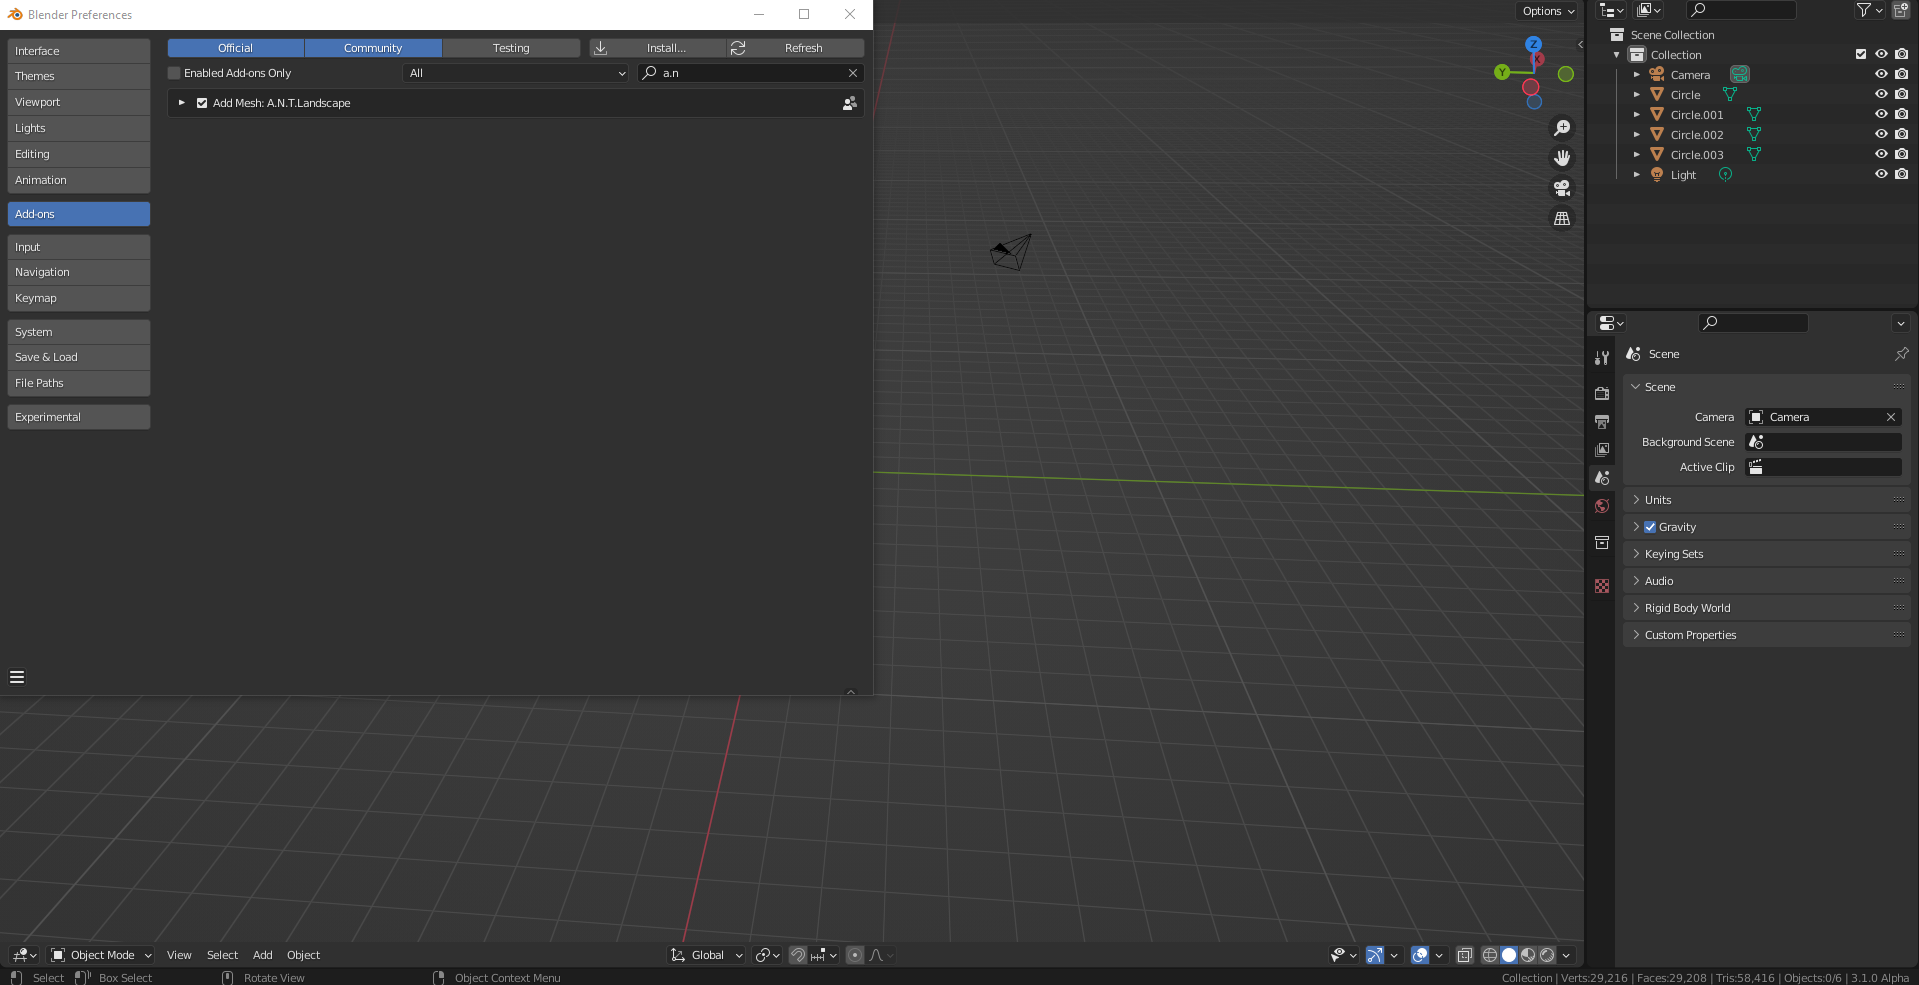 Blender Preferences
Interface
Themes
Viewport
Lights
Editing
Animation
Add-ons
Input
Navigation
Keymap
System
Save & Load
File Paths
Experimental
Official Community Testing Install... Refresh
Enabled Add-ons Only All a.n
Add Mesh: A.N.T.Landscape
Options
Z
X
Y
Scene Collection
Collection
Camera
Circle
Circle.001
Circle.002
Circle.003
Light
Scene
Scene
Camera Camera
Background Scene
Active Clip
Units
Gravity
Keying Sets
Audio
Rigid Body World
Custom Properties
Object Mode View Select Add Object Global
Select Box Select Rotate View Object Context Menu
Collection | Verts:29,216 | Faces:29,208 | Tris:58,416 | Objects:0/6 | 3.1.0 Alpha